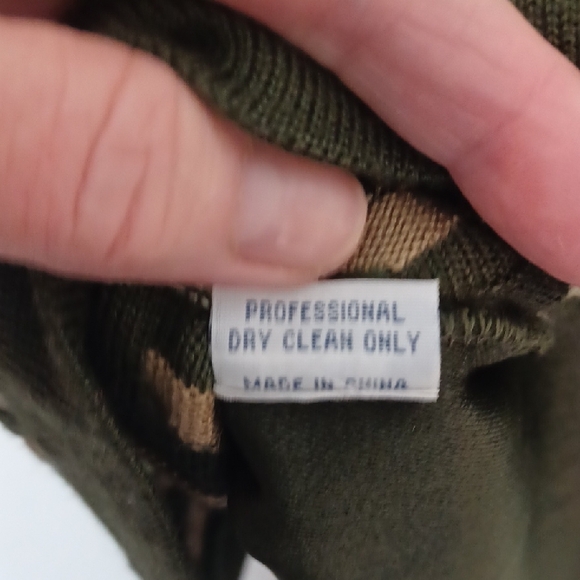 PROFESSIONAL
DRY CLEAN ONLY
MADE IN CHINA